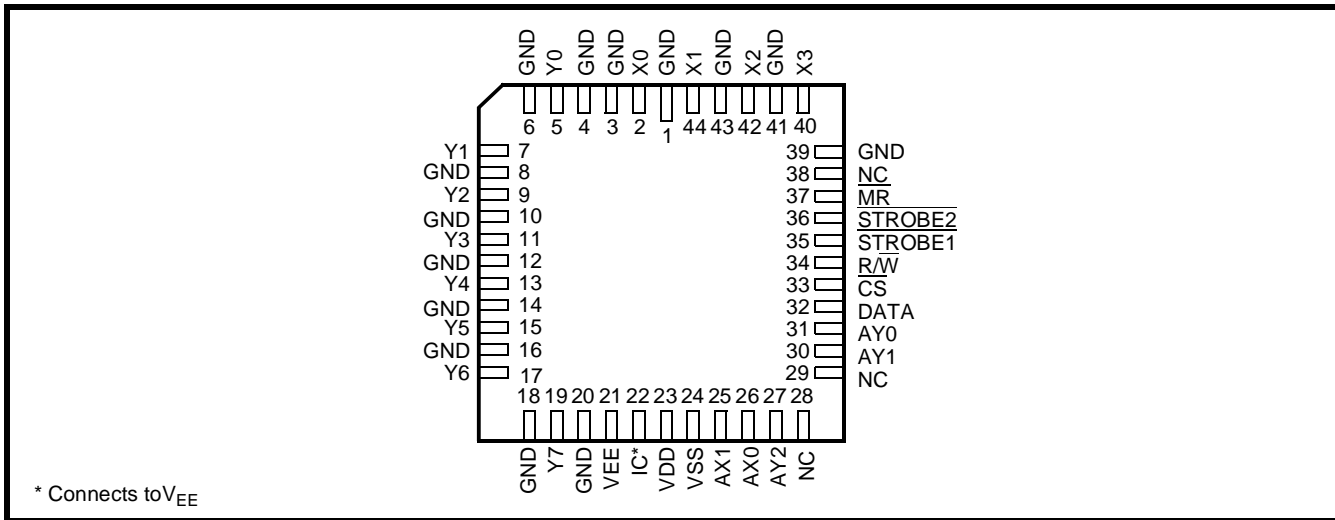 GND Y0 GND GND X0 GND X1 GND X2 GND X3
6 5 4 3 2 1 44 43 42 41 40
Y1 7
GND 8
Y2 9
GND 10
Y3 11
GND 12
Y4 13
GND 14
Y5 15
GND 16
Y6 17
39 GND
38 NC
37 M̅R̅
36 S̅T̅R̅O̅B̅E̅2̅
35 S̅T̅R̅O̅B̅E̅1̅
34 R/W̅
33 C̅S̅
32 DATA
31 AY0
30 AY1
29 NC
18 19 20 21 22 23 24 25 26 27 28
GND Y7 GND VEE IC* VDD VSS AX1 AX0 AY2 NC
* Connects toVEE